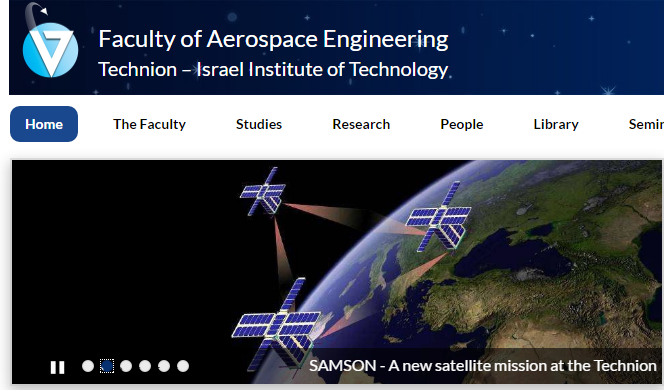 Faculty of Aerospace Engineering
Technion – Israel Institute of Technology
Home The Faculty Studies Research People Library Semin
SAMSON - A new satellite mission at the Technion